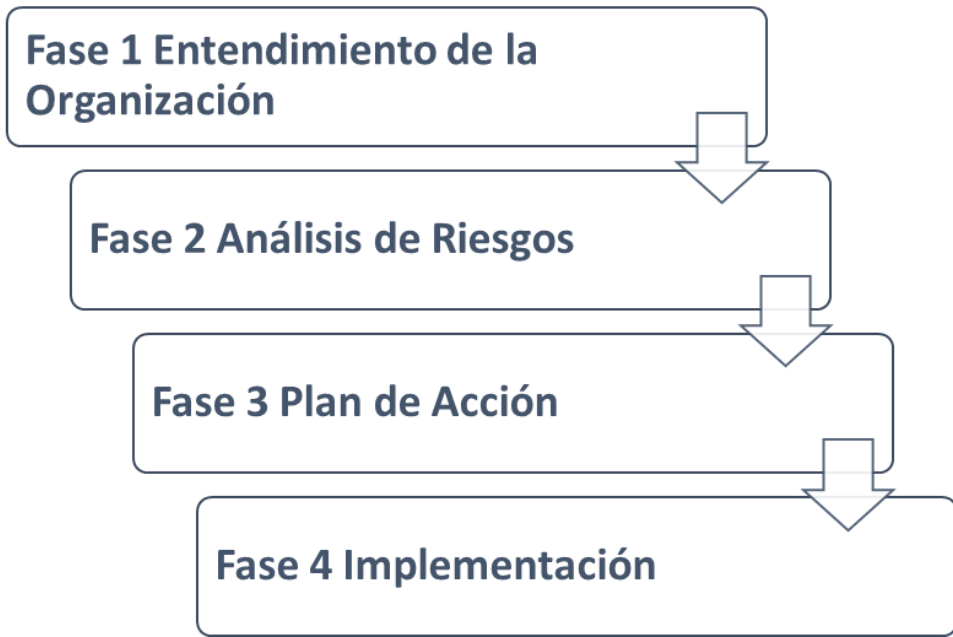 Fase 1 Entendimiento de la
Organización
Fase 2 Análisis de Riesgos
Fase 3 Plan de Acción
Fase 4 Implementación